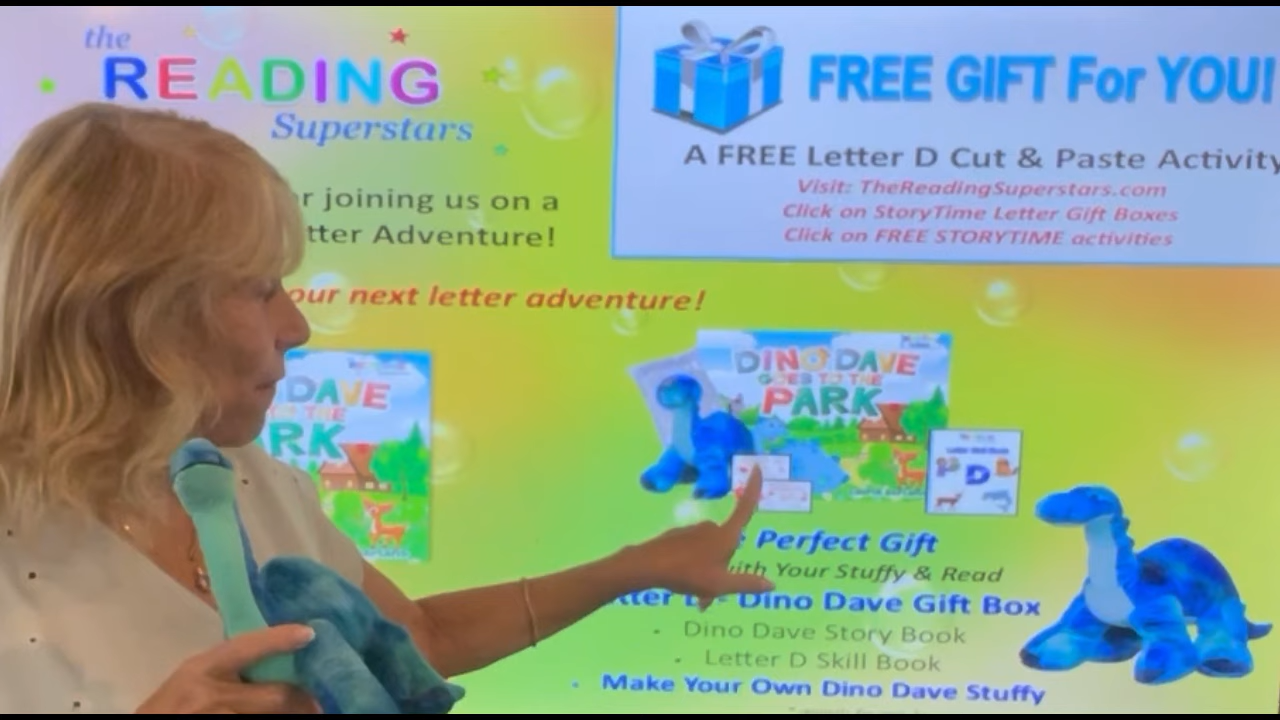 the
READING
Superstars
joining us on a
Adventure!
our next letter adventure!
DAVE
TO THE
FREE GIFT For YOU!
A FREE Letter D Cut & Paste Activity
Visit: TheReadingSuperstars.com
Click on StoryTime Letter Gift Boxes
Click on FREE STORYTIME activities
DINO DAVE
GOES TO THE
PARK
D
Perfect Gift
with Your Stuffy & Read
D - Dino Dave Gift Box
• Dino Dave Story Book
• Letter D Skill Book
• Make Your Own Dino Dave Stuffy